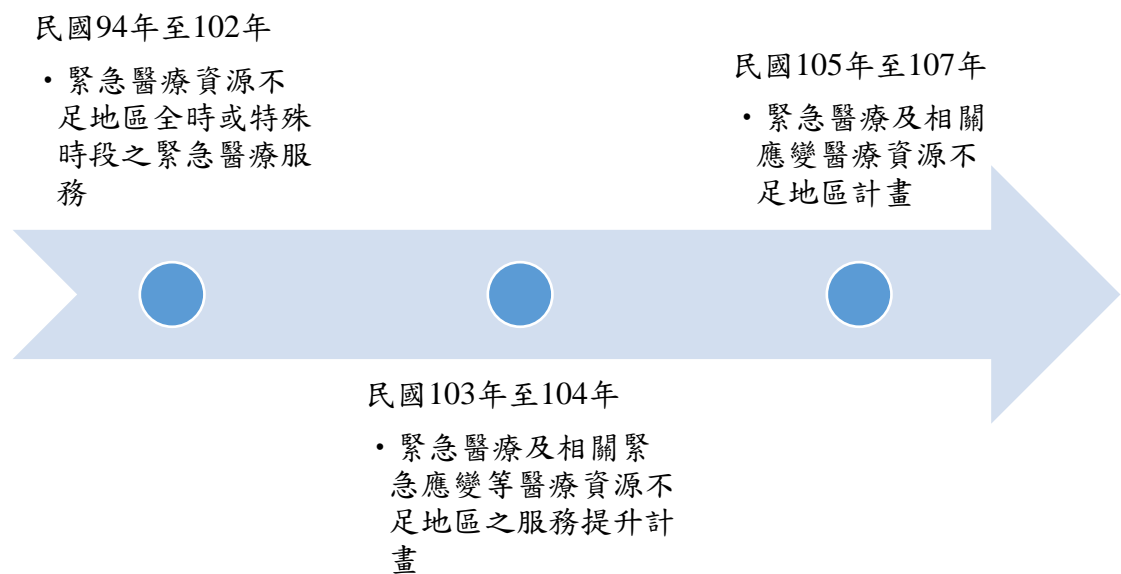 民國94年至102年
・緊急醫療資源不
足地區全時或特殊
時段之緊急醫療服
務
民國103年至104年
・緊急醫療及相關緊
急應變等醫療資源不
足地區之服務提升計
畫
民國105年至107年
・緊急醫療及相關
應變醫療資源不
足地區計畫